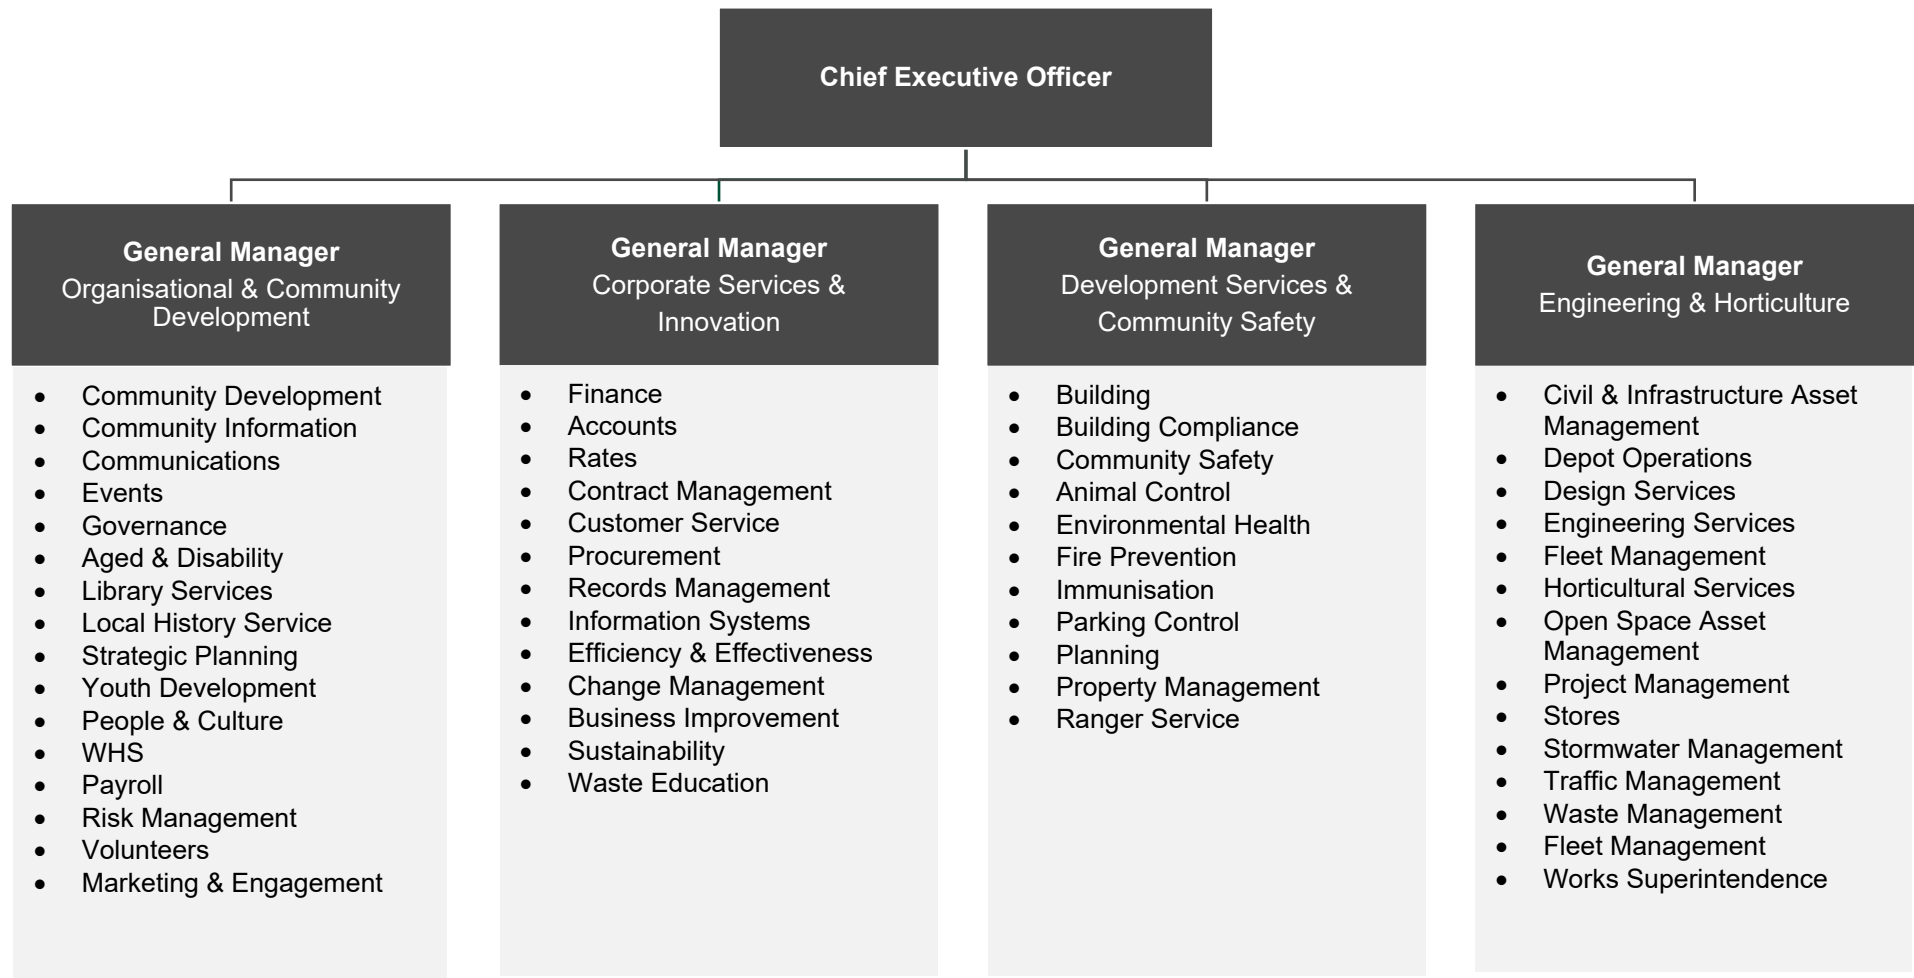 Chief Executive Officer
General Manager
Organisational & Community
Development
• Community Development
• Community Information
• Communications
• Events
• Governance
• Aged & Disability
• Library Services
• Local History Service
• Strategic Planning
• Youth Development
• People & Culture
• WHS
• Payroll
• Risk Management
• Volunteers
• Marketing & Engagement
General Manager
Corporate Services &
Innovation
• Finance
• Accounts
• Rates
• Contract Management
• Customer Service
• Procurement
• Records Management
• Information Systems
• Efficiency & Effectiveness
• Change Management
• Business Improvement
• Sustainability
• Waste Education
General Manager
Development Services &
Community Safety
• Building
• Building Compliance
• Community Safety
• Animal Control
• Environmental Health
• Fire Prevention
• Immunisation
• Parking Control
• Planning
• Property Management
• Ranger Service
General Manager
Engineering & Horticulture
• Civil & Infrastructure Asset
Management
• Depot Operations
• Design Services
• Engineering Services
• Fleet Management
• Horticultural Services
• Open Space Asset
Management
• Project Management
• Stores
• Stormwater Management
• Traffic Management
• Waste Management
• Fleet Management
• Works Superintendence